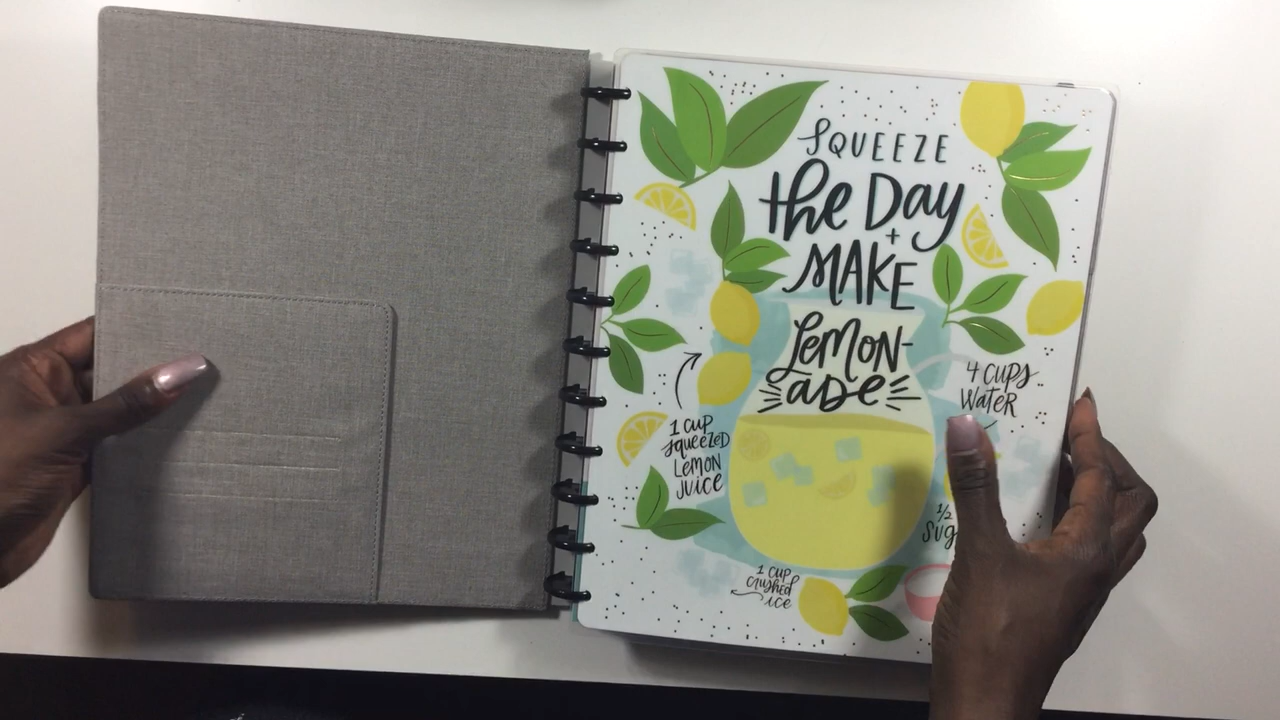 SQUEEZE
the Day
+
MAKE
Lemon-
ade
4 CUPS
WATER
1 CUP
squeezed
Lemon
Juice
1/2
1 CUP
crushed
ice